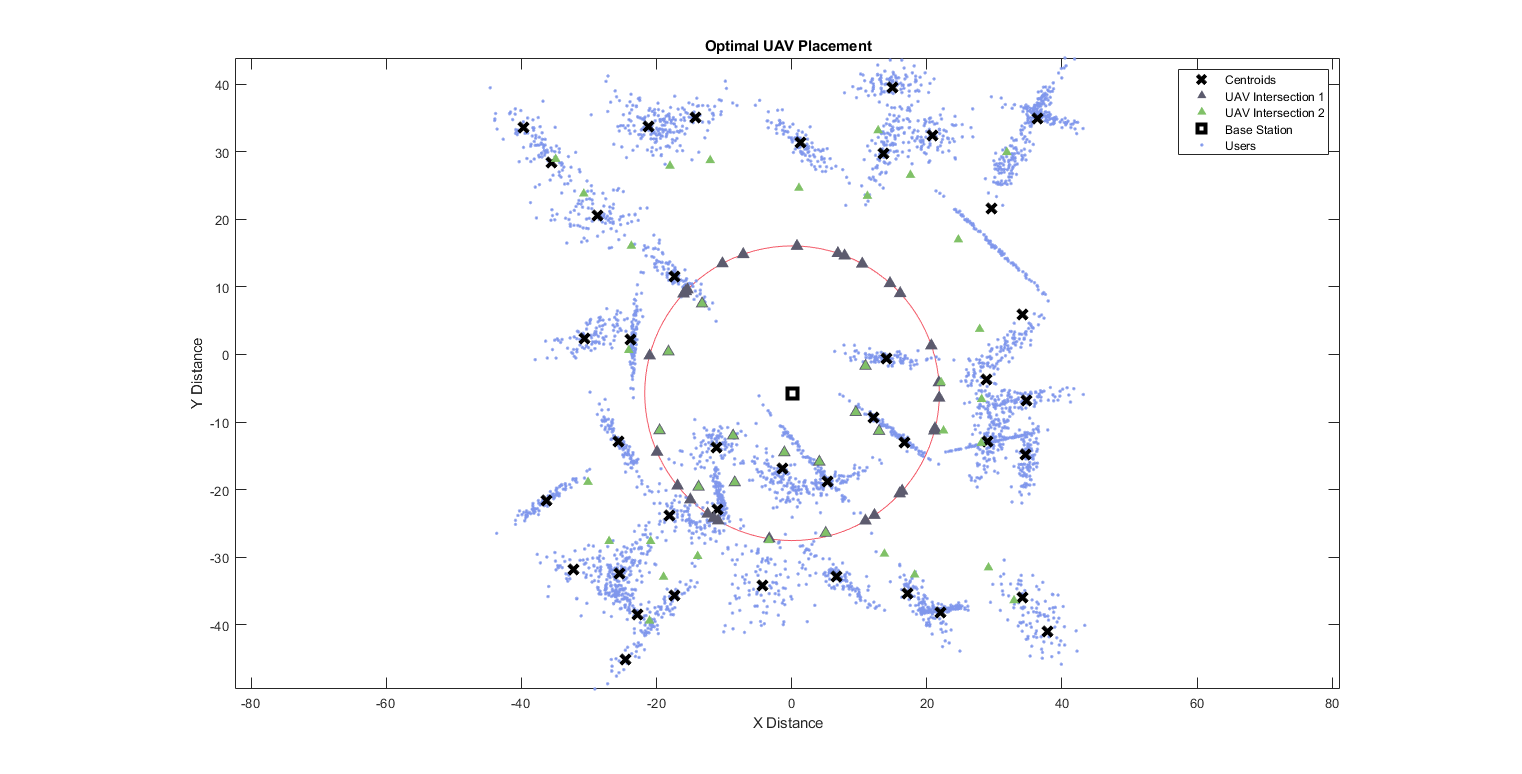 Optimal UAV Placement
Centroids
UAV Intersection 1
UAV Intersection 2
Base Station
Users
40
30
20
10
0
-10
-20
-30
-40
Y Distance
-80
-60
-40
-20
0
20
40
60
80
X Distance